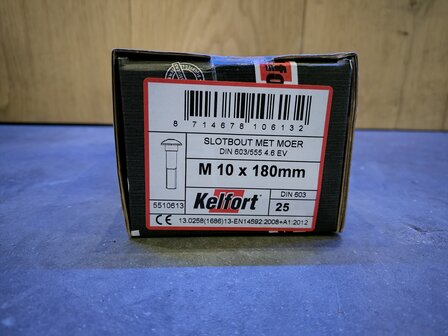 8 714678 106132
SLOTBOUT MET MOER
DIN 603/555 4.6 EV
M 10 x 180mm
Kelfort
DIN 603
5510613
25
CE 13.0258(1686)13-EN14592:2008+A1:2012